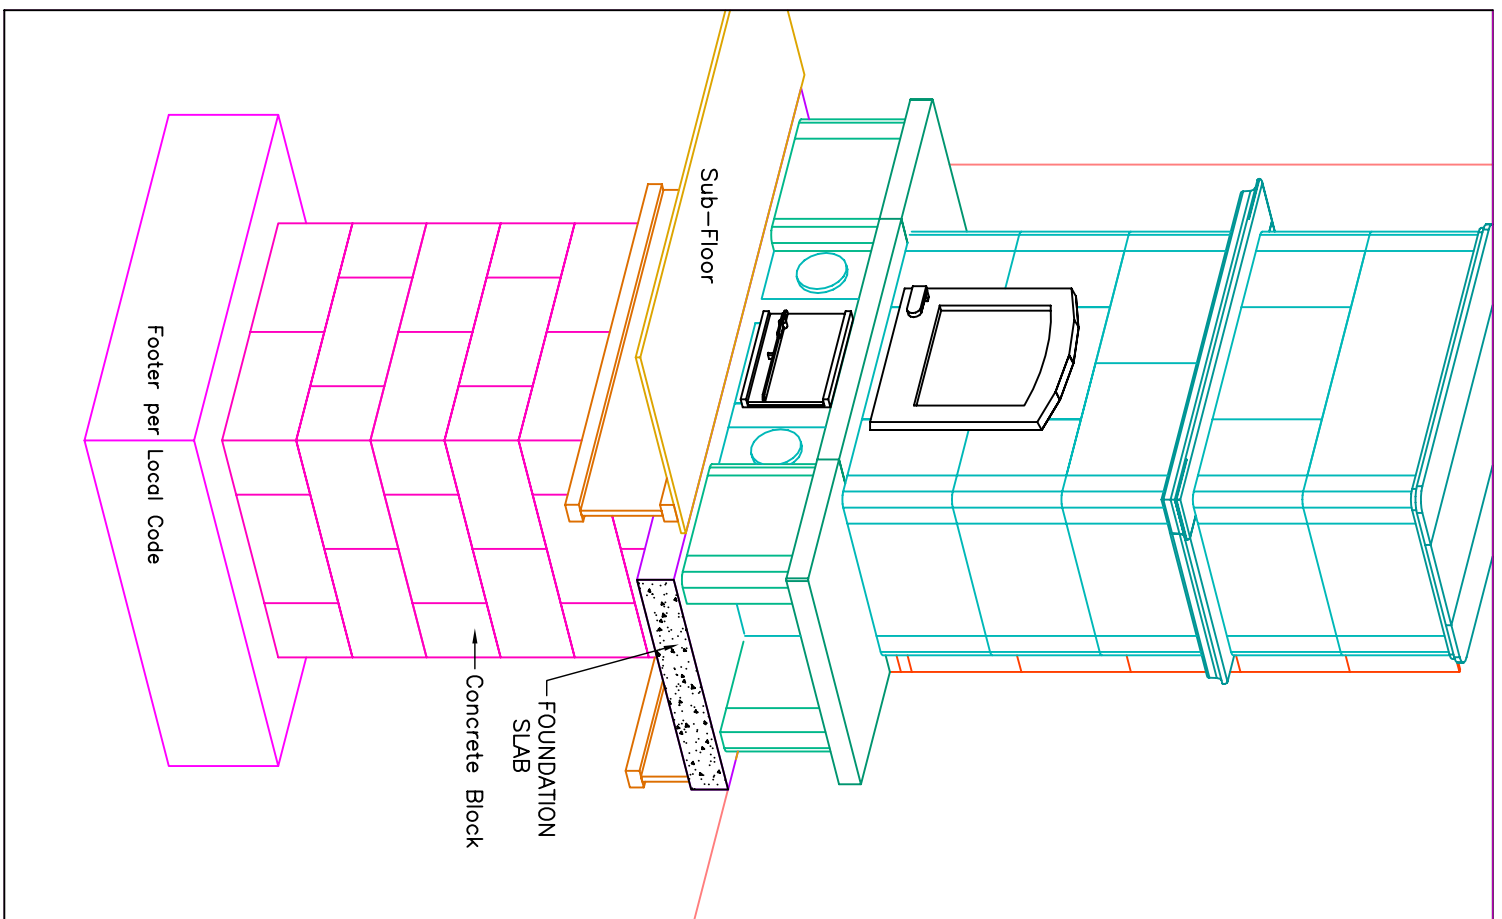 Sub-Floor
FOUNDATION
SLAB
Concrete Block
Footer per Local Code